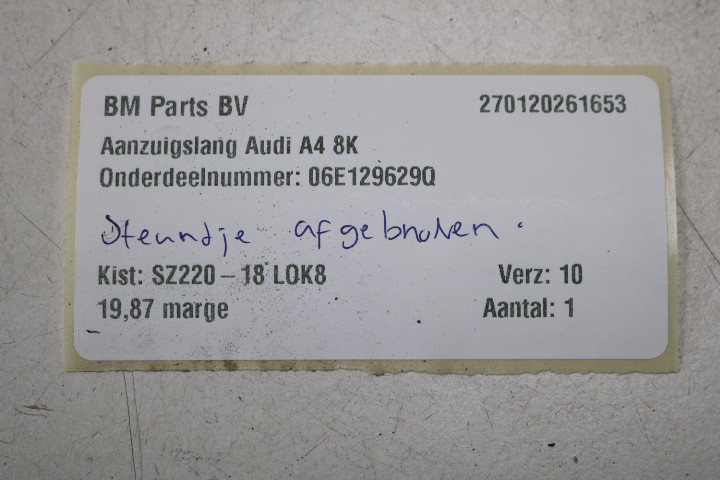 BM Parts BV 270120261653
Aanzuigslang Audi A4 8K
Onderdeelnummer: 06E129629Q
Steuntje afgebroken.
Kist: SZ220-18 LOK8 Verz: 10
19,87 marge Aantal: 1